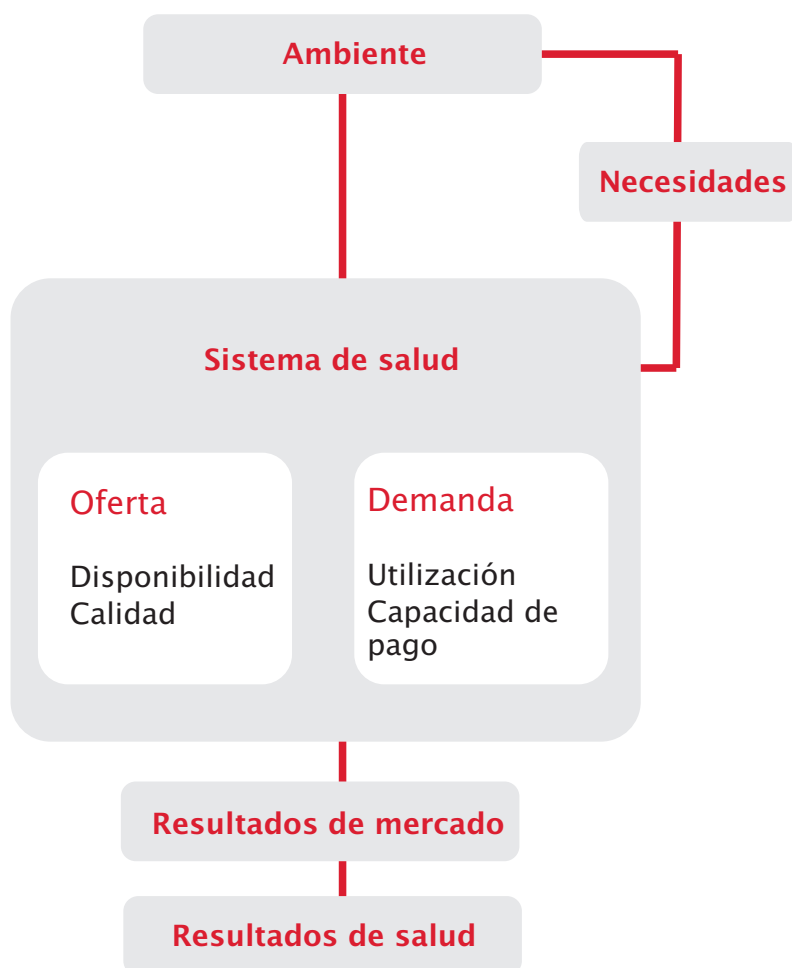 Ambiente
Necesidades
Sistema de salud
Oferta
Disponibilidad
Calidad
Demanda
Utilización
Capacidad de
pago
Resultados de mercado
Resultados de salud